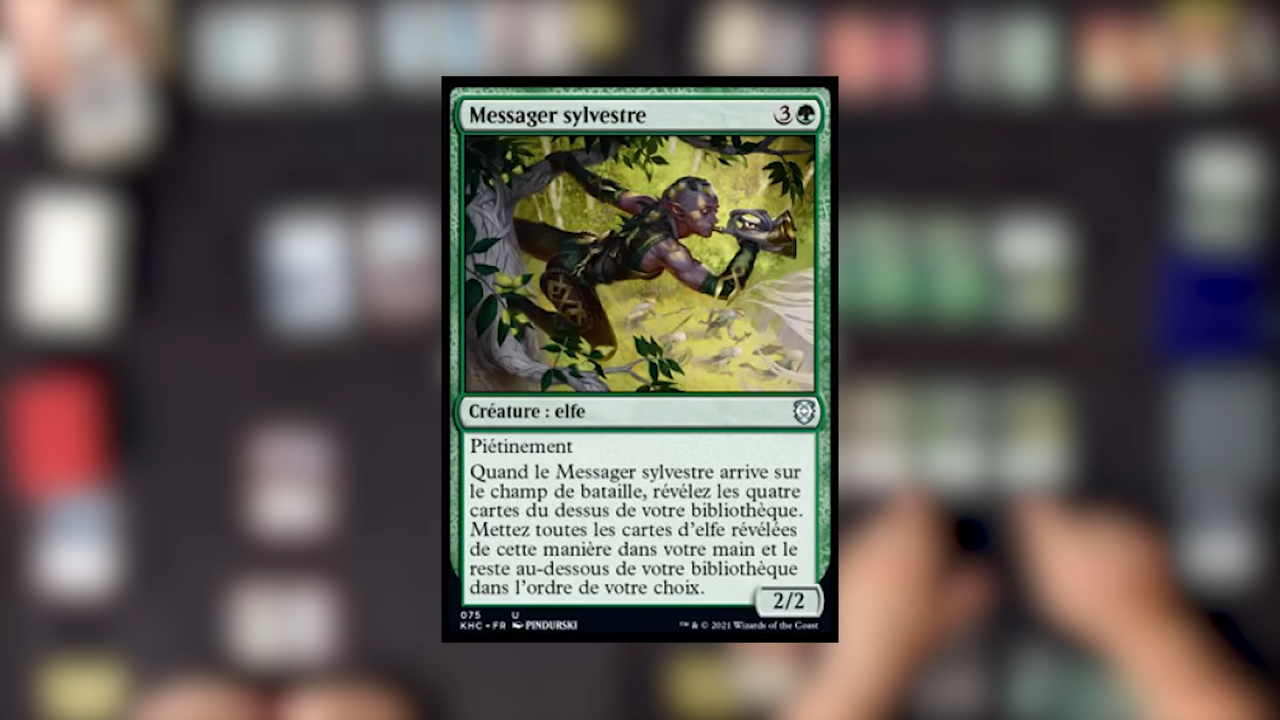 Messager sylvestre 3
Créature : elfe
Piétinement
Quand le Messager sylvestre arrive sur
le champ de bataille, révélez les quatre
cartes du dessus de votre bibliothèque.
Mettez toutes les cartes d'elfe révélées
de cette manière dans votre main et le
reste au-dessous de votre bibliothèque
dans l'ordre de votre choix.
2/2
075 U
KHC • FR PINDURSKI ™ & © 2021 Wizards of the Coast